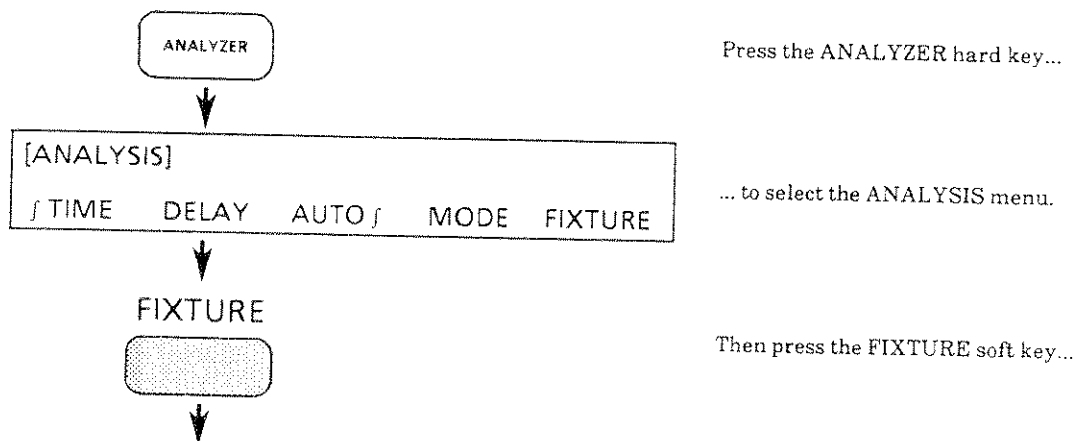 ANALYZER
Press the ANALYZER hard key...
[ANALYSIS]
∫ TIME DELAY AUTO ∫ MODE FIXTURE
... to select the ANALYSIS menu.
FIXTURE
Then press the FIXTURE soft key...